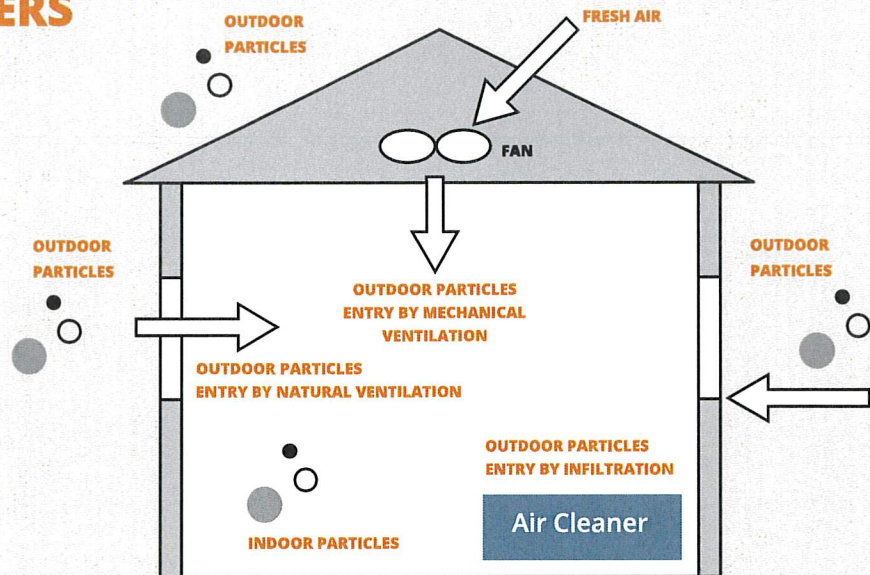 OUTDOOR
PARTICLES
FRESH AIR
FAN
OUTDOOR
PARTICLES
OUTDOOR
PARTICLES
OUTDOOR PARTICLES
ENTRY BY MECHANICAL
VENTILATION
OUTDOOR PARTICLES
ENTRY BY NATURAL VENTILATION
OUTDOOR PARTICLES
ENTRY BY INFILTRATION
Air Cleaner
INDOOR PARTICLES